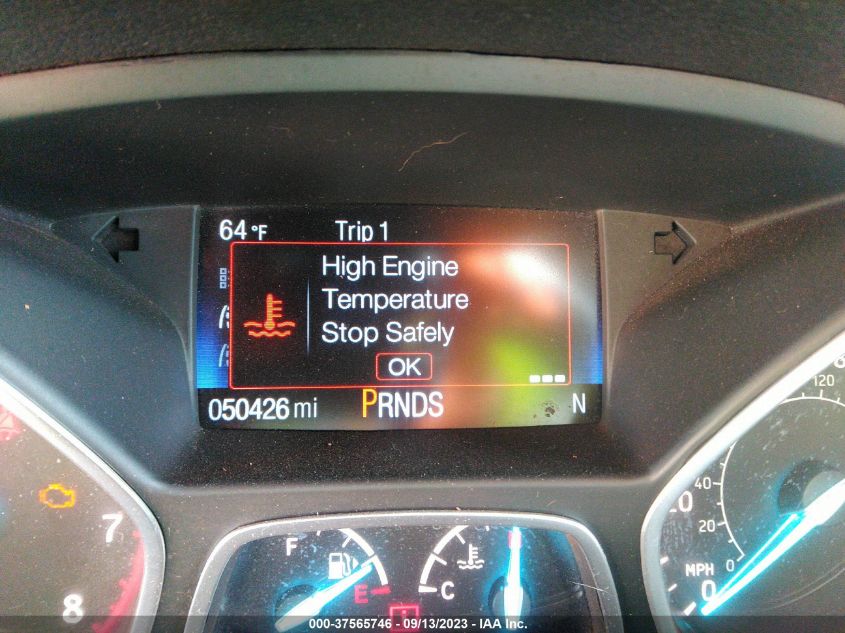 64 °F Trip 1
High Engine
Temperature
Stop Safely
OK
050426 mi PRNDS N
7
8
F
E
C
120
40
20
0
MPH
0
000-37565746 - 09/13/2023 - IAA Inc.